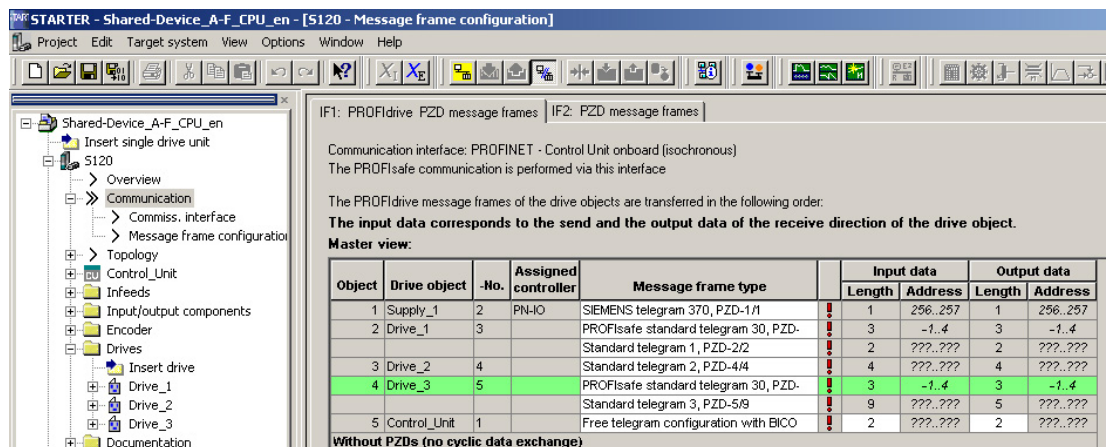 STARTER - Shared-Device_A-F_CPU_en - [S120 - Message frame configuration]
Project Edit Target system View Options Window Help
Shared-Device_A-F_CPU_en
Insert single drive unit
S120
Overview
Communication
Commiss. interface
Message frame configuratio
Topology
Control_Unit
Infeeds
Input/output components
Encoder
Drives
Insert drive
Drive_1
Drive_2
Drive_3
Documentation
IF1: PROFIdrive PZD message frames IF2: PZD message frames
Communication interface: PROFINET - Control Unit onboard (isochronous)
The PROFIsafe communication is performed via this interface
The PROFIdrive message frames of the drive objects are transferred in the following order:
The input data corresponds to the send and the output data of the receive direction of the drive object.
Master view:
Object Drive object -No. Assigned controller Message frame type Input data Output data
Length Address Length Address
1 Supply_1 2 PN-IO SIEMENS telegram 370, PZD-1/1 ! 1 256..257 1 256..257
2 Drive_1 3 PROFIsafe standard telegram 30, PZD- ! 3 -1..4 3 -1..4
Standard telegram 1, PZD-2/2 ! 2 ???..??? 2 ???..???
3 Drive_2 4 Standard telegram 2, PZD-4/4 ! 4 ???..??? 4 ???..???
4 Drive_3 5 PROFIsafe standard telegram 30, PZD- ! 3 -1..4 3 -1..4
Standard telegram 3, PZD-5/9 ! 9 ???..??? 5 ???..???
5 Control_Unit 1 Free telegram configuration with BICO ! 2 ???..??? 2 ???..???
Without PZDs (no cyclic data exchange)